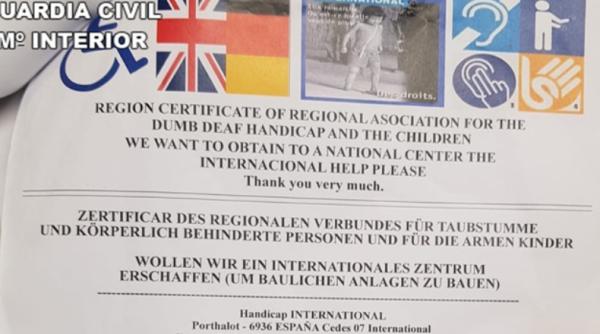 GUARDIA CIVIL
Mº INTERIOR
INTERNATIONAL
des droits.
REGION CERTIFICATE OF REGIONAL ASOCIATION FOR THE
DUMB DEAF HANDICAP AND THE CHILDREN
WE WANT TO OBTAIN TO A NATIONAL CENTER THE
INTERNACIONAL HELP PLEASE
Thank you very much.
ZERTIFICAR DES REGIONALEN VERBUNDES FÜR TAUBSTUMME
UND KÖRPERLICH BEHINDERTE PERSONEN UND FÜR DIE ARMEN KINDER
WOLLEN WIR EIN INTERNATIONALES ZENTRUM
ERSCHAFFEN (UM BAULICHEN ANLAGEN ZU BAUEN)
Handicap INTERNATIONAL
Porthalot - 6936 ESPAÑA Cedes 07 International